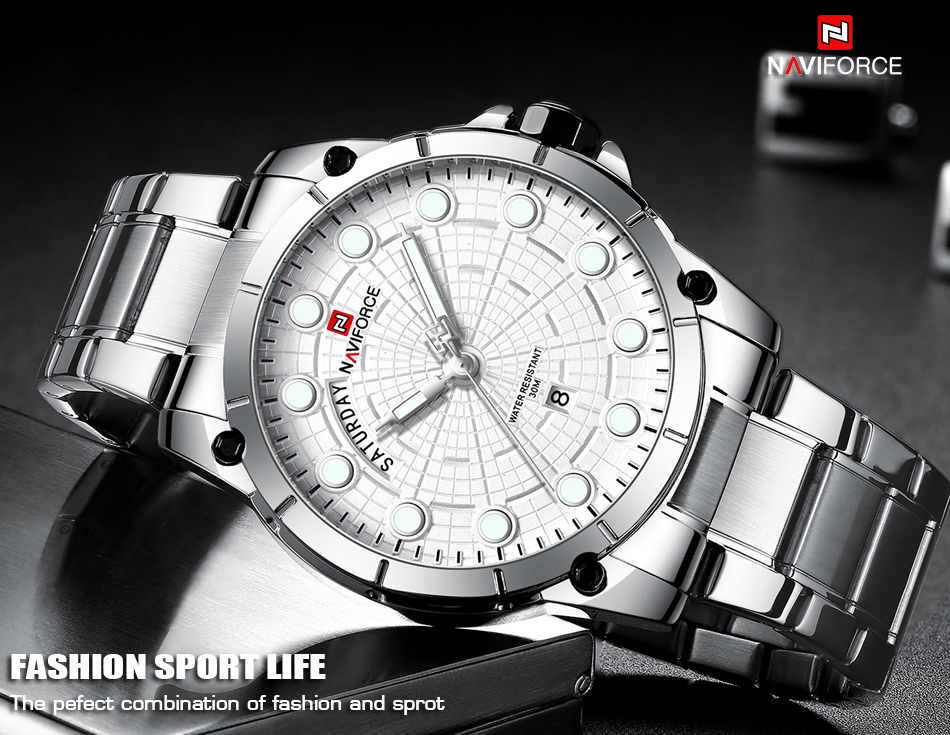 NAVIFORCE
NAVIFORCE
SATURDAY
WATER RESISTANT
30M
8
FASHION SPORT LIFE
The pefect combination of fashion and sprot